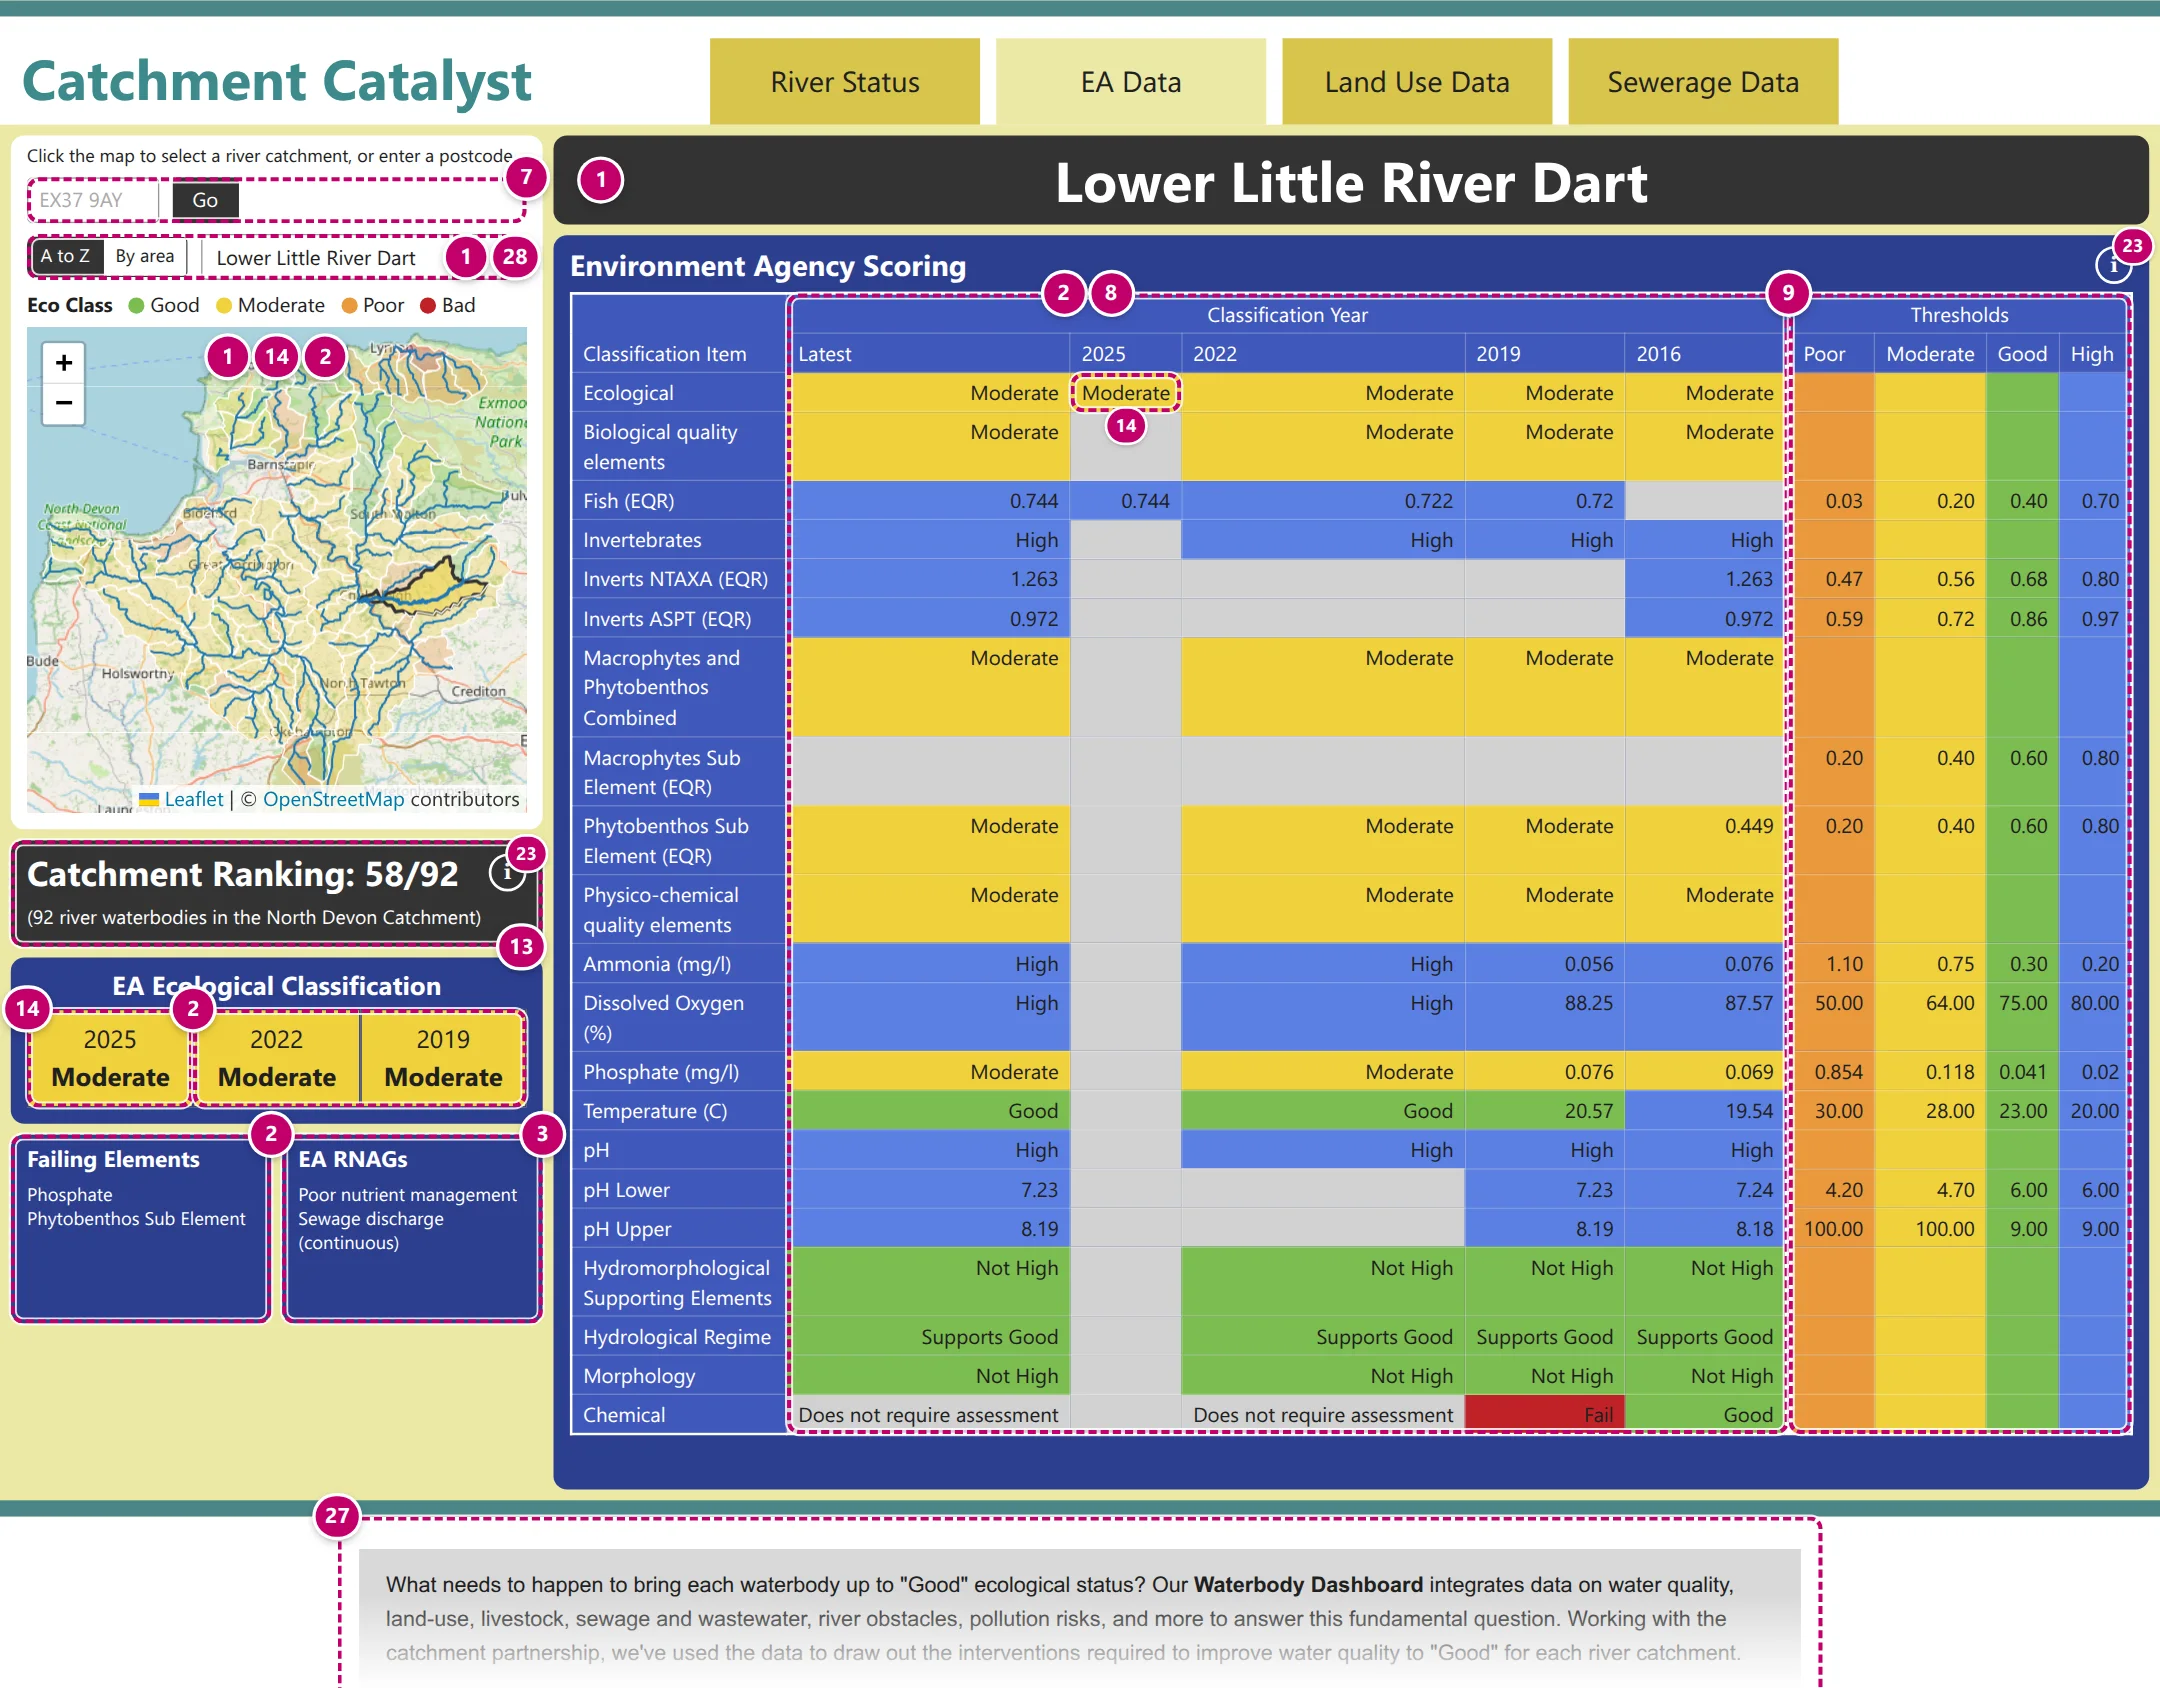 Catchment Catalyst
River Status
EA Data
Land Use Data
Sewerage Data
Click the map to select a river catchment, or enter a postcode
7
EX37 9AY
Go
A to Z
By area
Lower Little River Dart
1
28
Eco Class
Good
Moderate
Poor
Bad
+
−
1
14
2
Exmoo
Nation
Park
Barnstaple
North Devon
Coast National
Landscape
Bideford
South Molton
Great Torrington
Bude
Holsworthy
North Tawton
Crediton
Okehampton
Leaflet | © OpenStreetMap contributors
Catchment Ranking: 58/92
i
23
(92 river waterbodies in the North Devon Catchment)
13
EA Ecological Classification
14
2
2025
2022
2019
Moderate
Moderate
Moderate
2
3
Failing Elements
Phosphate
Phytobenthos Sub Element
EA RNAGs
Poor nutrient management
Sewage discharge
(continuous)
1
Lower Little River Dart
Environment Agency Scoring
i
23
2
8
9
Classification Year
Thresholds
Classification Item Latest 2025 2022 2019 2016 Poor Moderate Good High
Ecological Moderate Moderate Moderate Moderate Moderate
14
Biological quality Moderate Moderate Moderate Moderate
elements
Fish (EQR) 0.744 0.744 0.722 0.72 0.03 0.20 0.40 0.70
Invertebrates High High High High
Inverts NTAXA (EQR) 1.263 1.263 0.47 0.56 0.68 0.80
Inverts ASPT (EQR) 0.972 0.972 0.59 0.72 0.86 0.97
Macrophytes and Moderate Moderate Moderate Moderate
Phytobenthos
Combined
Macrophytes Sub 0.20 0.40 0.60 0.80
Element (EQR)
Phytobenthos Sub Moderate Moderate Moderate 0.449 0.20 0.40 0.60 0.80
Element (EQR)
Physico-chemical Moderate Moderate Moderate Moderate
quality elements
Ammonia (mg/l) High High 0.056 0.076 1.10 0.75 0.30 0.20
Dissolved Oxygen High High 88.25 87.57 50.00 64.00 75.00 80.00
(%)
Phosphate (mg/l) Moderate Moderate 0.076 0.069 0.854 0.118 0.041 0.02
Temperature (C) Good Good 20.57 19.54 30.00 28.00 23.00 20.00
pH High High High High
pH Lower 7.23 7.23 7.24 4.20 4.70 6.00 6.00
pH Upper 8.19 8.19 8.18 100.00 100.00 9.00 9.00
Hydromorphological Not High Not High Not High Not High
Supporting Elements
Hydrological Regime Supports Good Supports Good Supports Good Supports Good
Morphology Not High Not High Not High Not High
Chemical Does not require assessment Does not require assessment Fail Good
27
What needs to happen to bring each waterbody up to "Good" ecological status? Our Waterbody Dashboard integrates data on water quality,
land-use, livestock, sewage and wastewater, river obstacles, pollution risks, and more to answer this fundamental question. Working with the
catchment partnership, we've used the data to draw out the interventions required to improve water quality to "Good" for each river catchment.